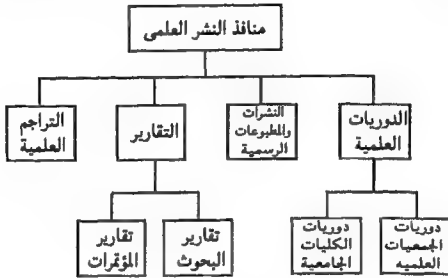 منافذ النشر العلمى
الدوريات
العلمية
النشرات
والمطبوعات
الرسمية
التقارير
التراجم
العلمية
دوريات
الجمعيات
العلميه
دوريات
الكليات
الجامعية
تقارير
البحوث
تقارير
المؤتمرات